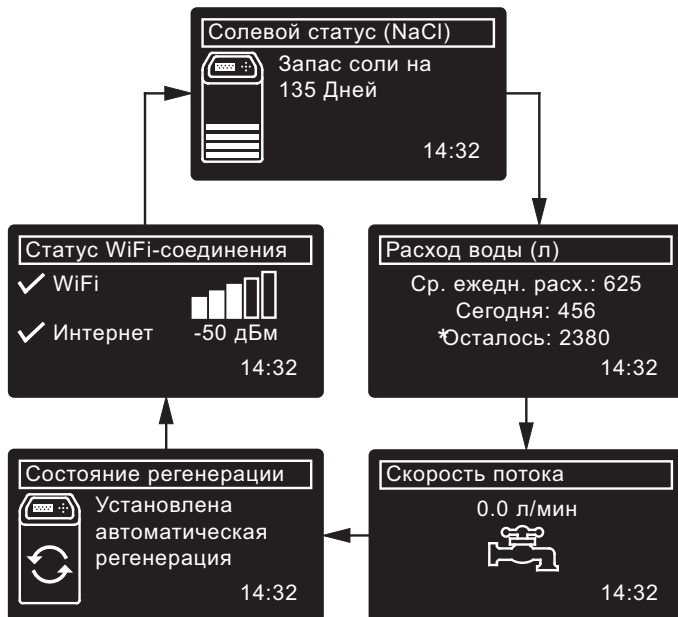 Солевой статус (NaCl)
Запас соли на
135 Дней
14:32
Статус WiFi-соединения
WiFi
Интернет
-50 дБм
14:32
Расход воды (л)
Ср. ежедн. расх.: 625
Сегодня: 456
*Осталось: 2380
14:32
Состояние регенерации
Установлена
автоматическая
регенерация
14:32
Скорость потока
0.0 л/мин
14:32